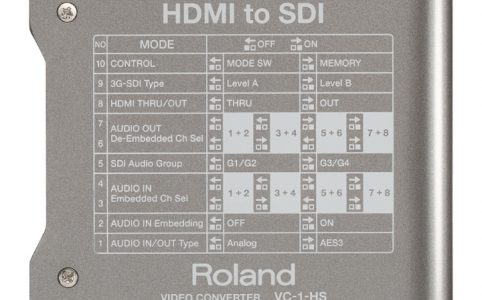 HDMI to SDI
NO MODE OFF ON
10 CONTROL MODE SW MEMORY
9 3G-SDI Type Level A Level B
8 HDMI THRU/OUT THRU OUT
7 AUDIO OUT
6 De-Embedded Ch Sel 1+2 3+4 5+6 7+8
5 SDI Audio Group G1/G2 G3/G4
4 AUDIO IN
3 Embedded Ch Sel 1+2 3+4 5+6 7+8
2 AUDIO IN Embedding OFF ON
1 AUDIO IN/OUT Type Analog AES3
Roland
VIDEO CONVERTER VC-1-HS